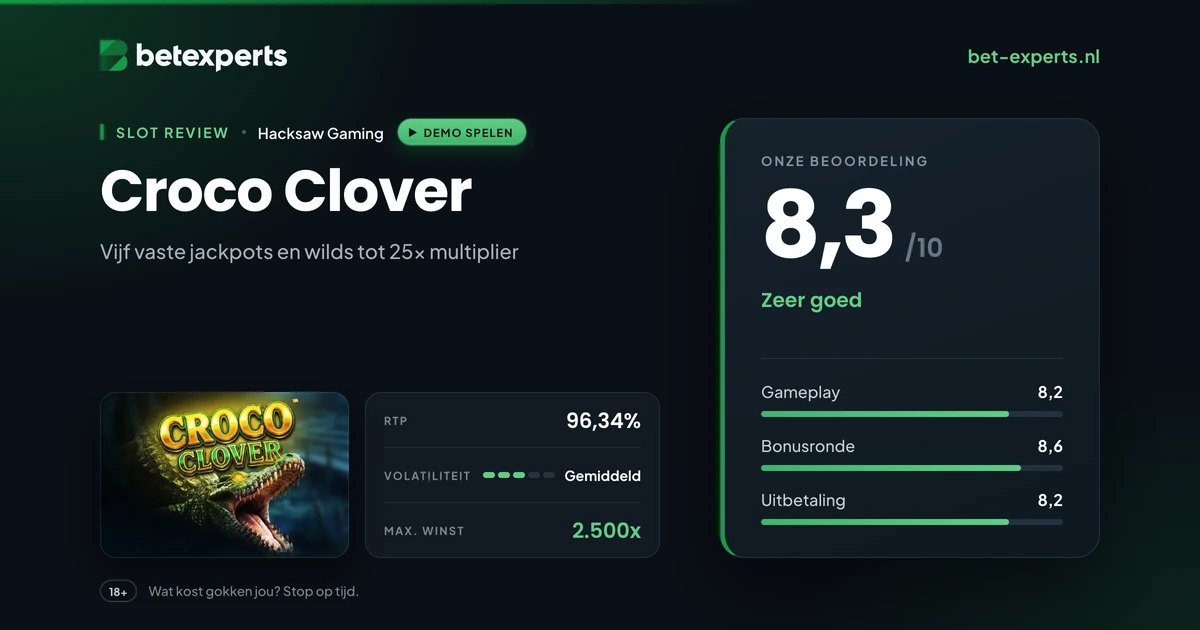 betexperts
bet-experts.nl
SLOT REVIEW • Hacksaw Gaming ▶ DEMO SPELEN
Croco Clover
Vijf vaste jackpots en wilds tot 25× multiplier
CROCO
CLOVER
™
RTP 96,34%
VOLATILITEIT Gemiddeld
MAX. WINST 2.500x
ONZE BEOORDELING
8,3 /10
Zeer goed
Gameplay 8,2
Bonusronde 8,6
Uitbetaling 8,2
18+ Wat kost gokken jou? Stop op tijd.